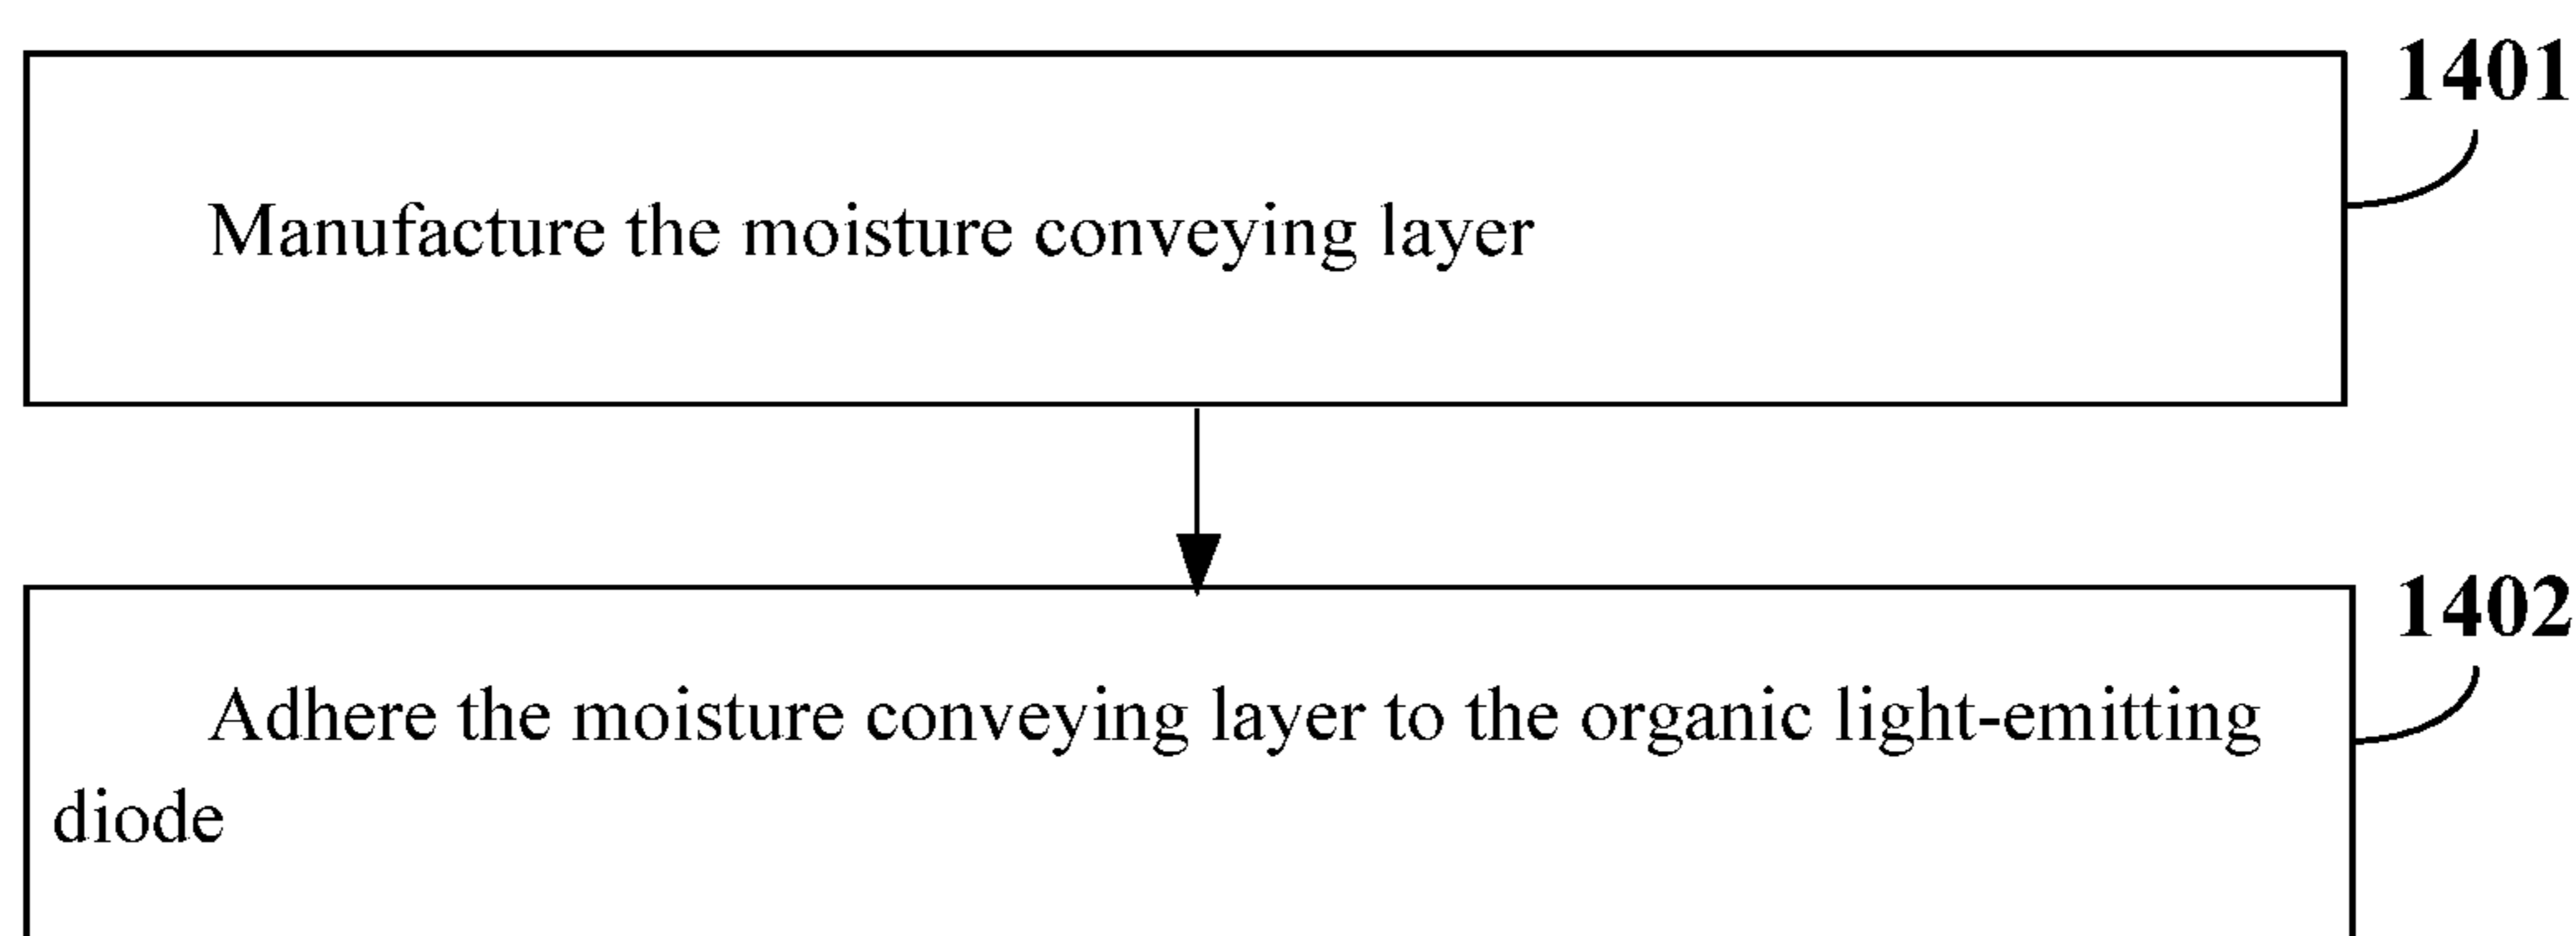 1401
Manufacture the moisture conveying layer
1402
Adhere the moisture conveying layer to the organic light-emitting
diode